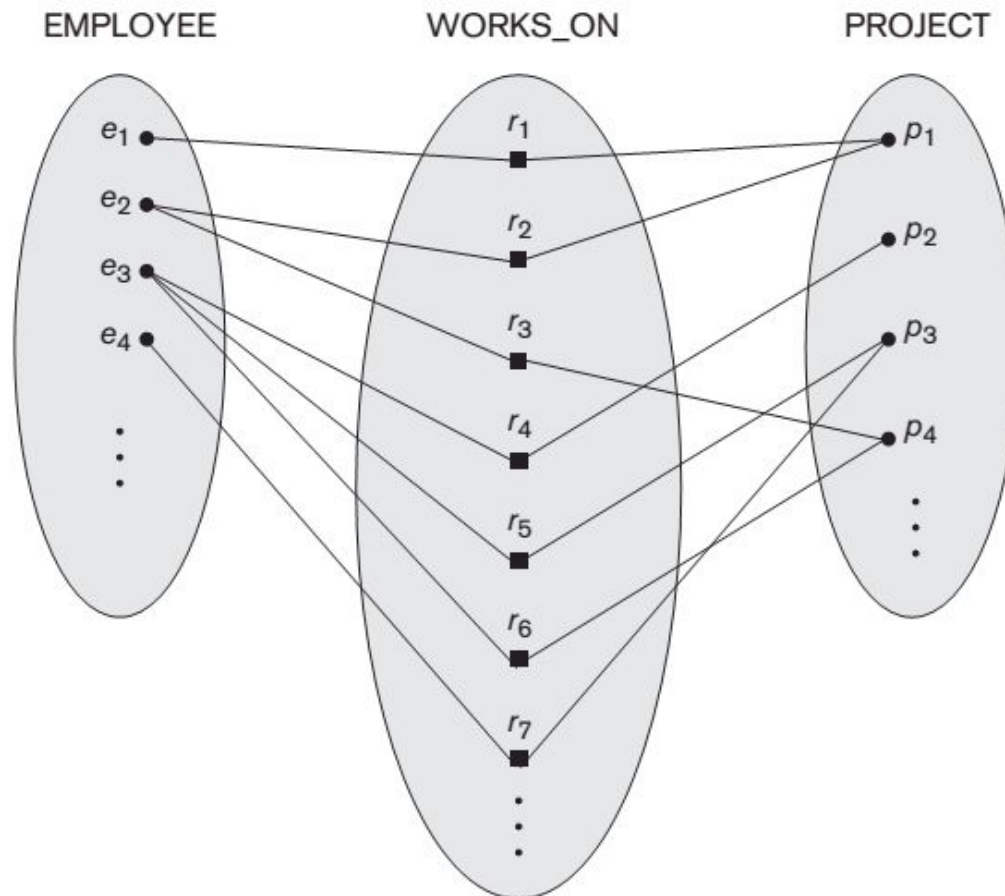 EMPLOYEE WORKS_ON PROJECT
e1 r1 p1
e2 r2 p2
e3 r3 p3
e4 r4 p4
r5
r6
r7